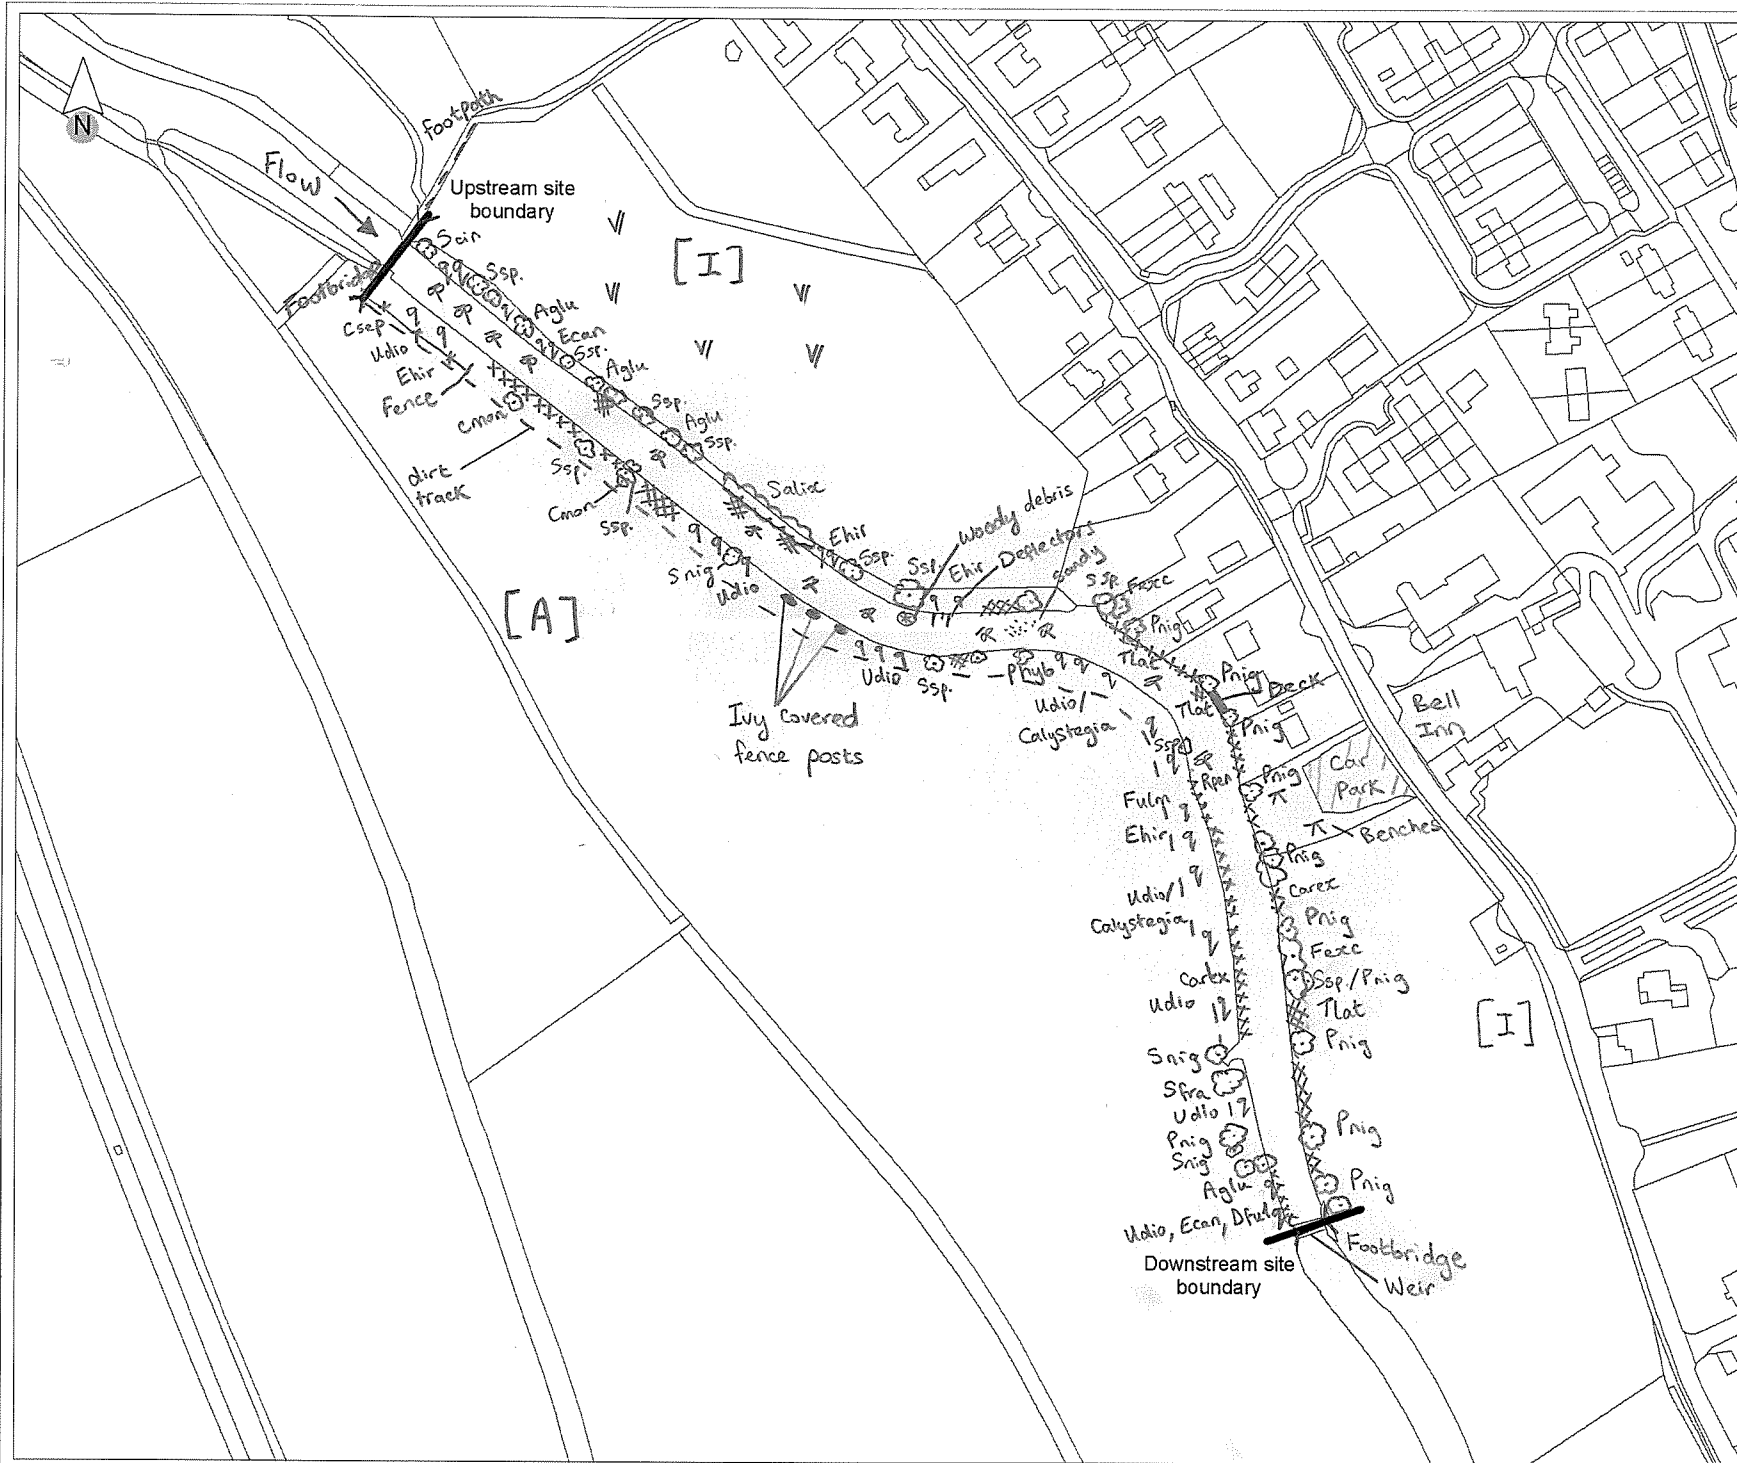 N
Footpath
Flow
Upstream site
boundary
[I]
Footbridge
Scin
Ssp.
Aglu
Ecan
Ssp.
Aglu
Ssp.
Aglu
Ssp.
Salix
Ehir
Ssp.
Csep
Udio
Ehir
Fence
Cmon
dirt
track
Ssp.
Cmon
Ssp.
Snig
Udio
[A]
Ivy covered
fence posts
Woody debris
Ssp.
Ehir
Deflectors
Sandy
Ssp.
Fexc
Pnig
Tlat
Pnig
Deck
Tlat
Pnig
Udio
Ssp.
Phyb
Udio/
Calystegia
Ssp
Rpen
Bell
Inn
Car
Park
Pnig
Benches
Fulm
Ehir
Udio/
Calystegia
Pnig
Carex
Pnig
Fexc
Ssp./Pnig
Tlat
Pnig
[I]
Carex
Udio
Snig
Sfra
Udio
Pnig
Snig
Aglu
Pnig
Pnig
Udio, Ecan,
Downstream site
boundary
Footbridge
Weir